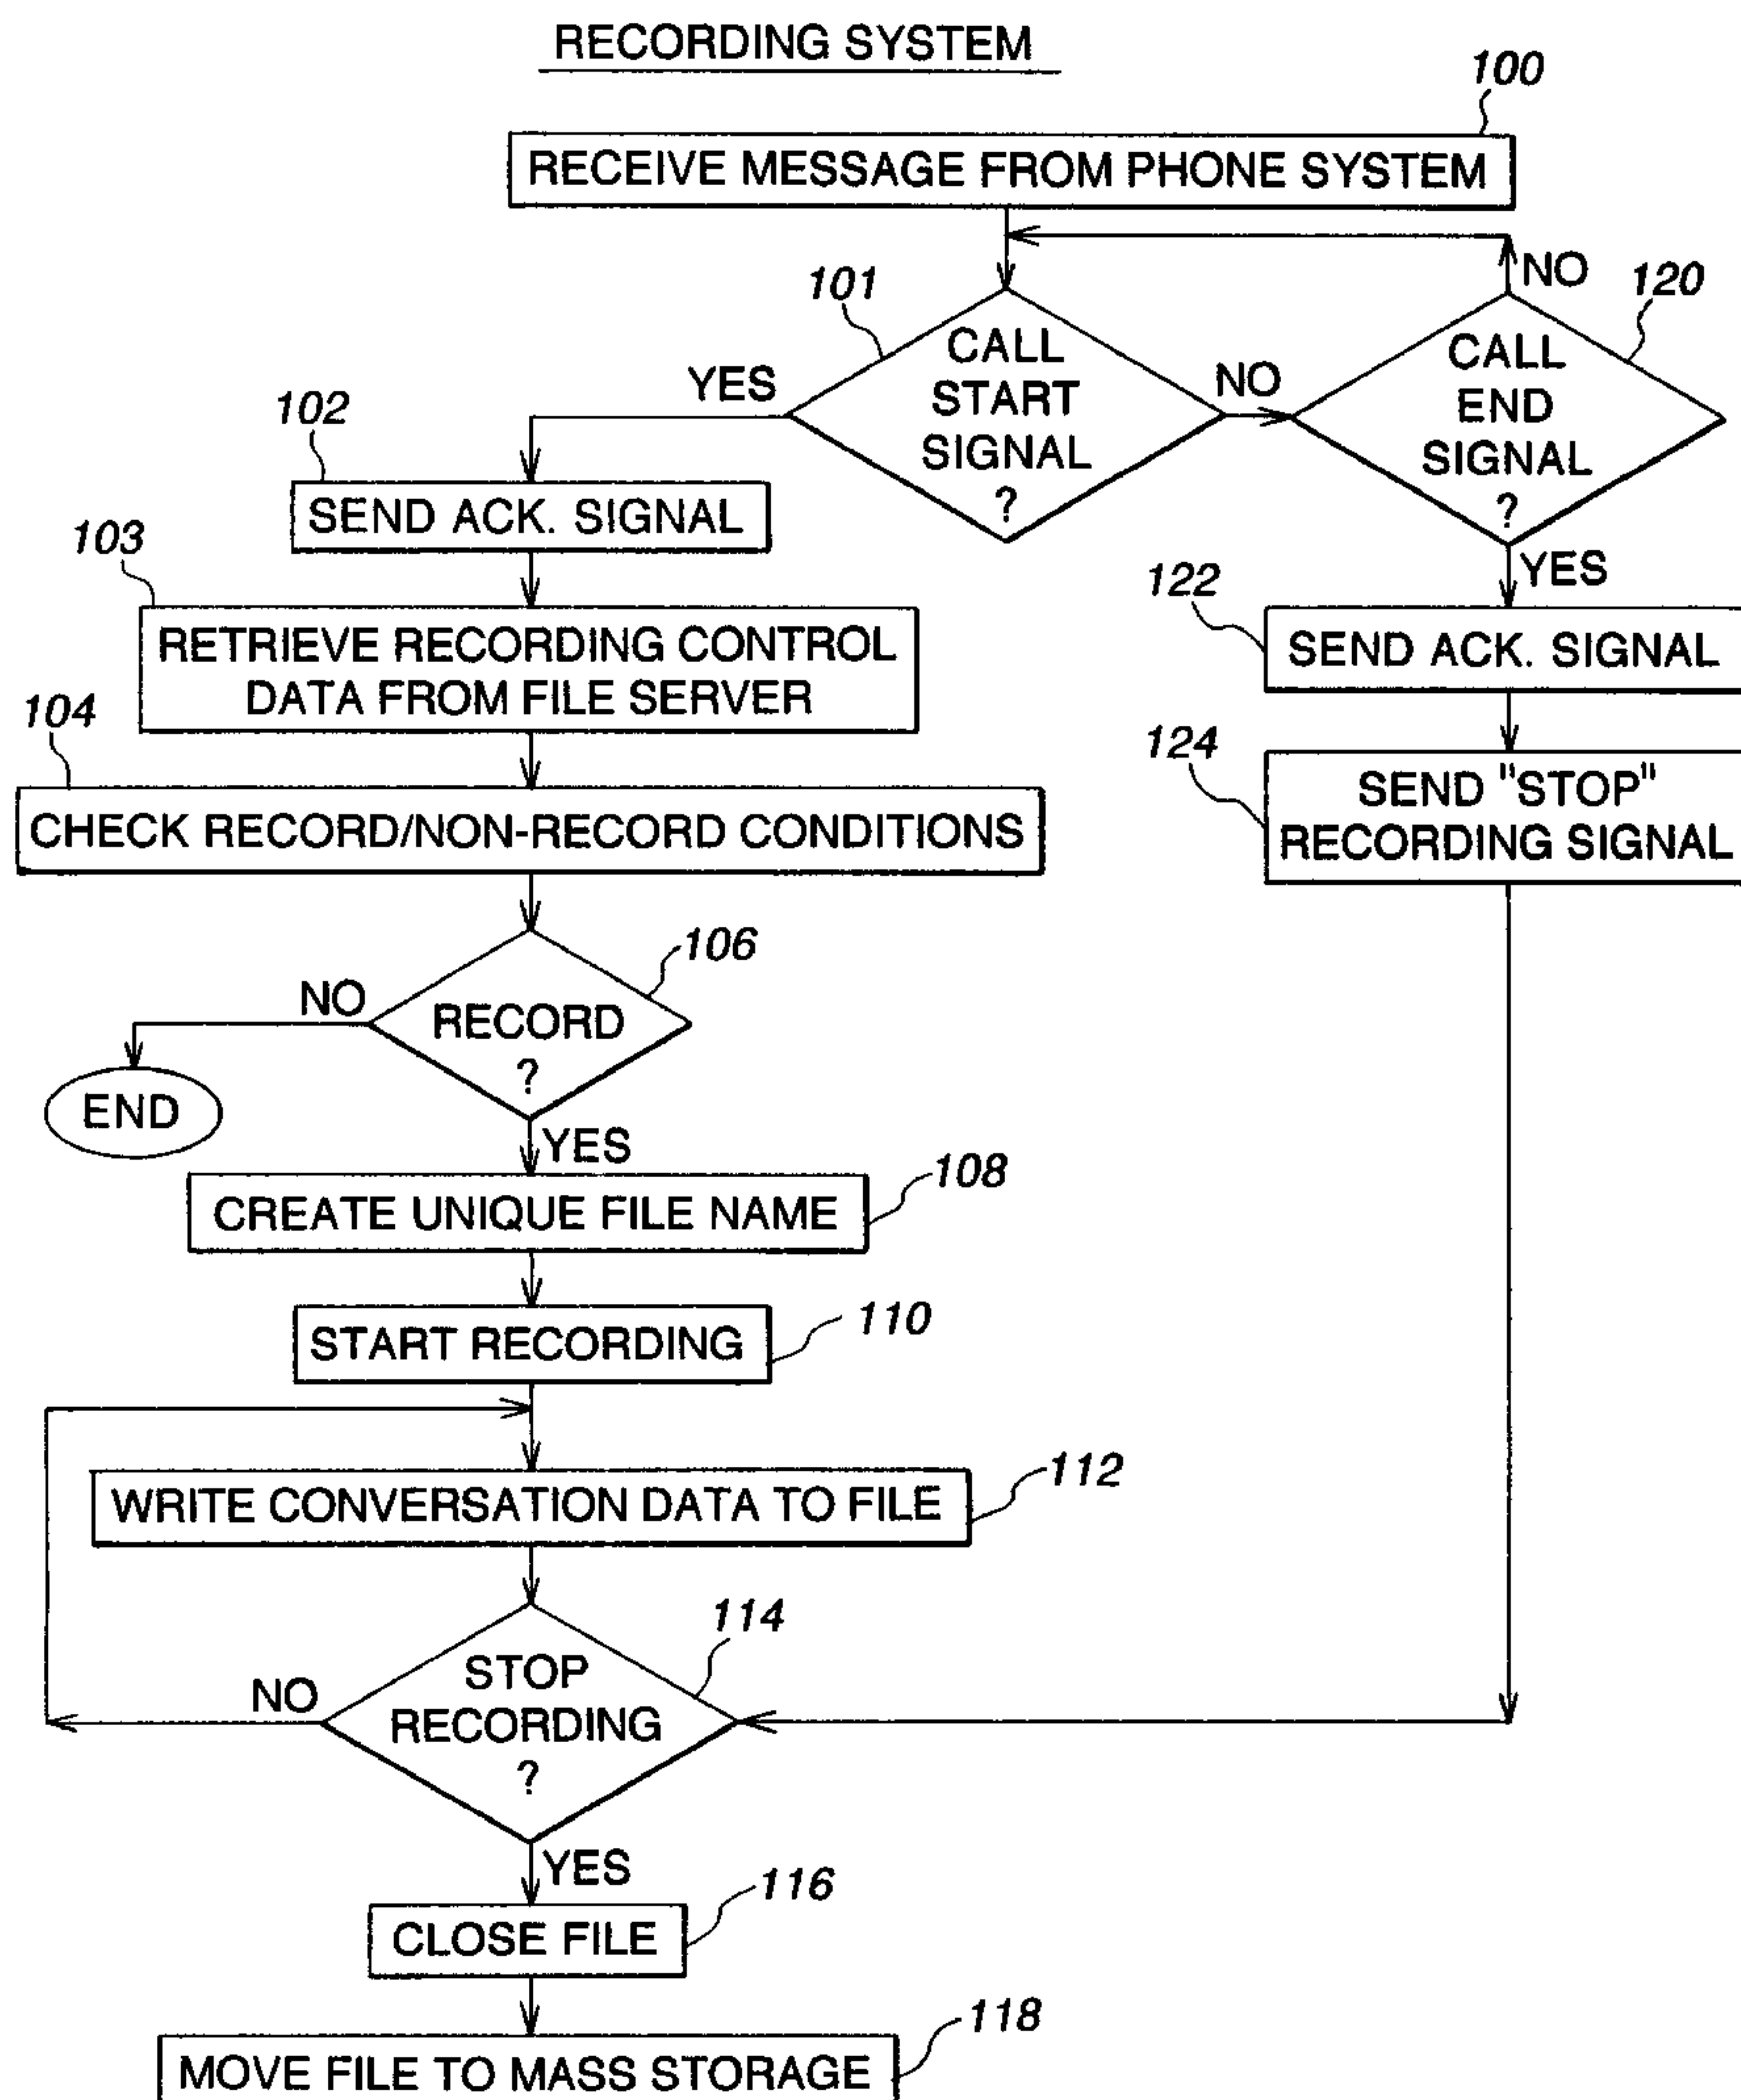 RECORDING SYSTEM
100
RECEIVE MESSAGE FROM PHONE SYSTEM
101
CALL
START
SIGNAL
?
YES
NO
120
CALL
END
SIGNAL
?
NO
YES
102
SEND ACK. SIGNAL
103
RETRIEVE RECORDING CONTROL
DATA FROM FILE SERVER
104
CHECK RECORD/NON-RECORD CONDITIONS
122
SEND ACK. SIGNAL
124
SEND "STOP"
RECORDING SIGNAL
106
RECORD
?
NO
END
YES
108
CREATE UNIQUE FILE NAME
110
START RECORDING
112
WRITE CONVERSATION DATA TO FILE
114
STOP
RECORDING
?
NO
YES
116
CLOSE FILE
118
MOVE FILE TO MASS STORAGE